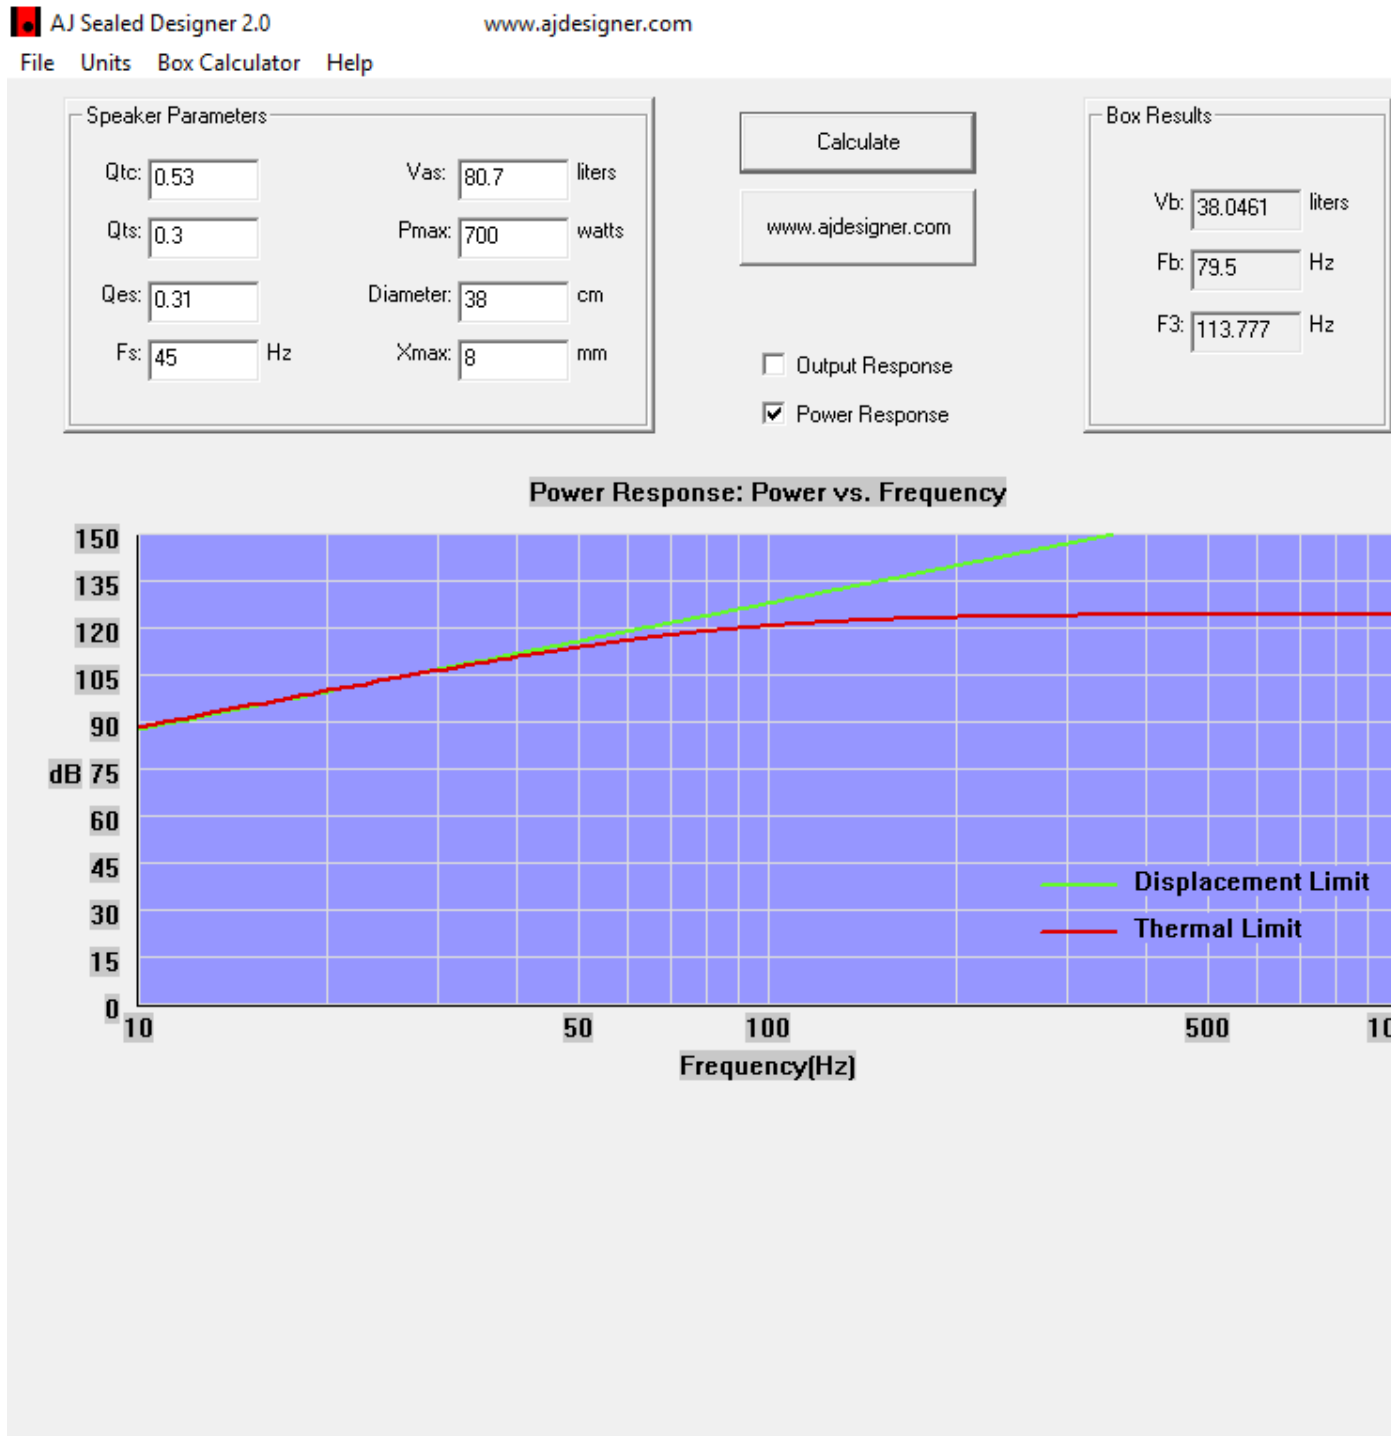 AJ Sealed Designer 2.0 www.ajdesigner.com
File Units Box Calculator Help
Speaker Parameters
Qtc: 0.53 Vas: 80.7 liters
Qts: 0.3 Pmax: 700 watts
Qes: 0.31 Diameter: 38 cm
Fs: 45 Hz Xmax: 8 mm
Calculate
www.ajdesigner.com
Output Response
Power Response
Box Results
Vb: 38.0461 liters
Fb: 79.5 Hz
F3: 113.777 Hz
Power Response: Power vs. Frequency
150
135
120
105
90
dB 75
60
45
30
15
0
Displacement Limit
Thermal Limit
10 50 100 500 10
Frequency(Hz)